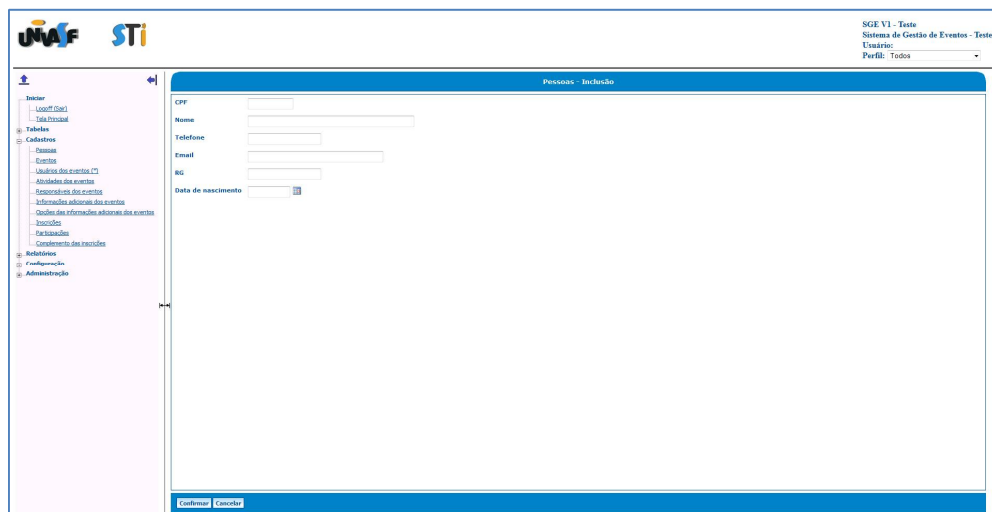 UNIVASF STi
SGE V1 - Teste
Sistema de Gestão de Eventos - Teste
Usuário:
Perfil: Todos
Iniciar
Logoff (Sair)
Tela Principal
Tabelas
Cadastros
Pessoas
Eventos
Usuários dos eventos (*)
Atividades dos eventos
Responsáveis dos eventos
Informações adicionais dos eventos
Opções das informações adicionais dos eventos
Inscrições
Participações
Complemento das inscrições
Relatórios
Configuração
Administração
Pessoas - Inclusão
CPF
Nome
Telefone
Email
RG
Data de nascimento
Confirmar Cancelar